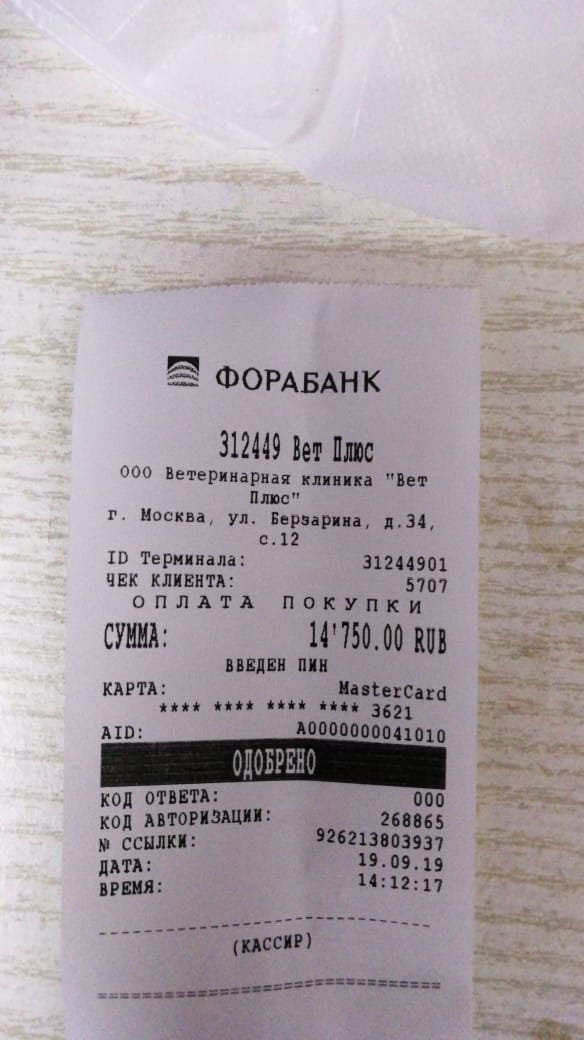 ФОРАБАНК
312449 Вет Плюс
ООО Ветеринарная клиника "Вет
Плюс"
г. Москва, ул. Берзарина, д.34,
с.12
ID Терминала: 31244901
ЧЕК КЛИЕНТА: 5707
ОПЛАТА ПОКУПКИ
СУММА: 14'750.00 RUB
ВВЕДЕН ПИН
КАРТА: MasterCard
**** **** **** **** 3621
AID: A0000000041010
ОДОБРЕНО
КОД ОТВЕТА: 000
КОД АВТОРИЗАЦИИ: 268865
№ ССЫЛКИ: 926213803937
ДАТА: 19.09.19
ВРЕМЯ: 14:12:17
(КАССИР)